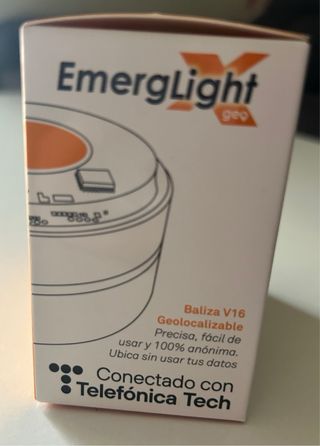 EmergLight X
geo
Baliza V16
Geolocalizable
Precisa, fácil de
usar y 100% anónima.
Ubica sin usar tus datos
Conectado con
Telefónica Tech